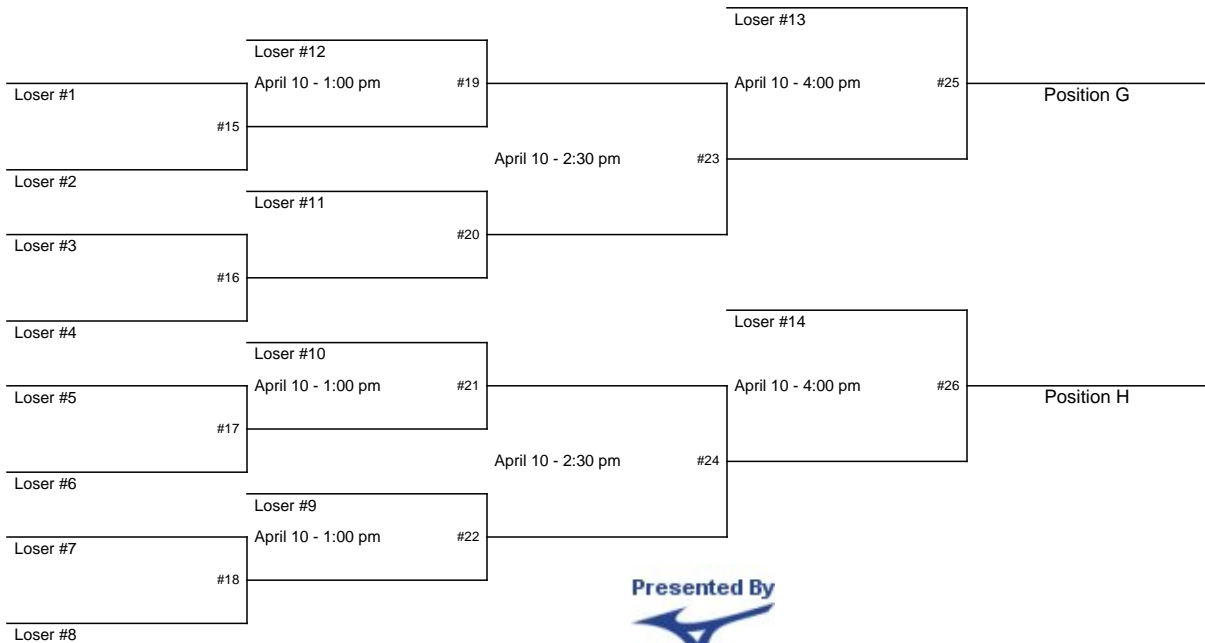 Loser #13
Loser #12
April 10 - 1:00 pm #19
April 10 - 4:00 pm #25
Loser #1
Position G
#15
April 10 - 2:30 pm #23
Loser #2
Loser #11
Loser #3
#20
#16
Loser #4
Loser #14
Loser #10
April 10 - 1:00 pm #21
April 10 - 4:00 pm #26
Loser #5
Position H
#17
April 10 - 2:30 pm #24
Loser #6
Loser #9
April 10 - 1:00 pm #22
Loser #7
#18
Presented By
Loser #8